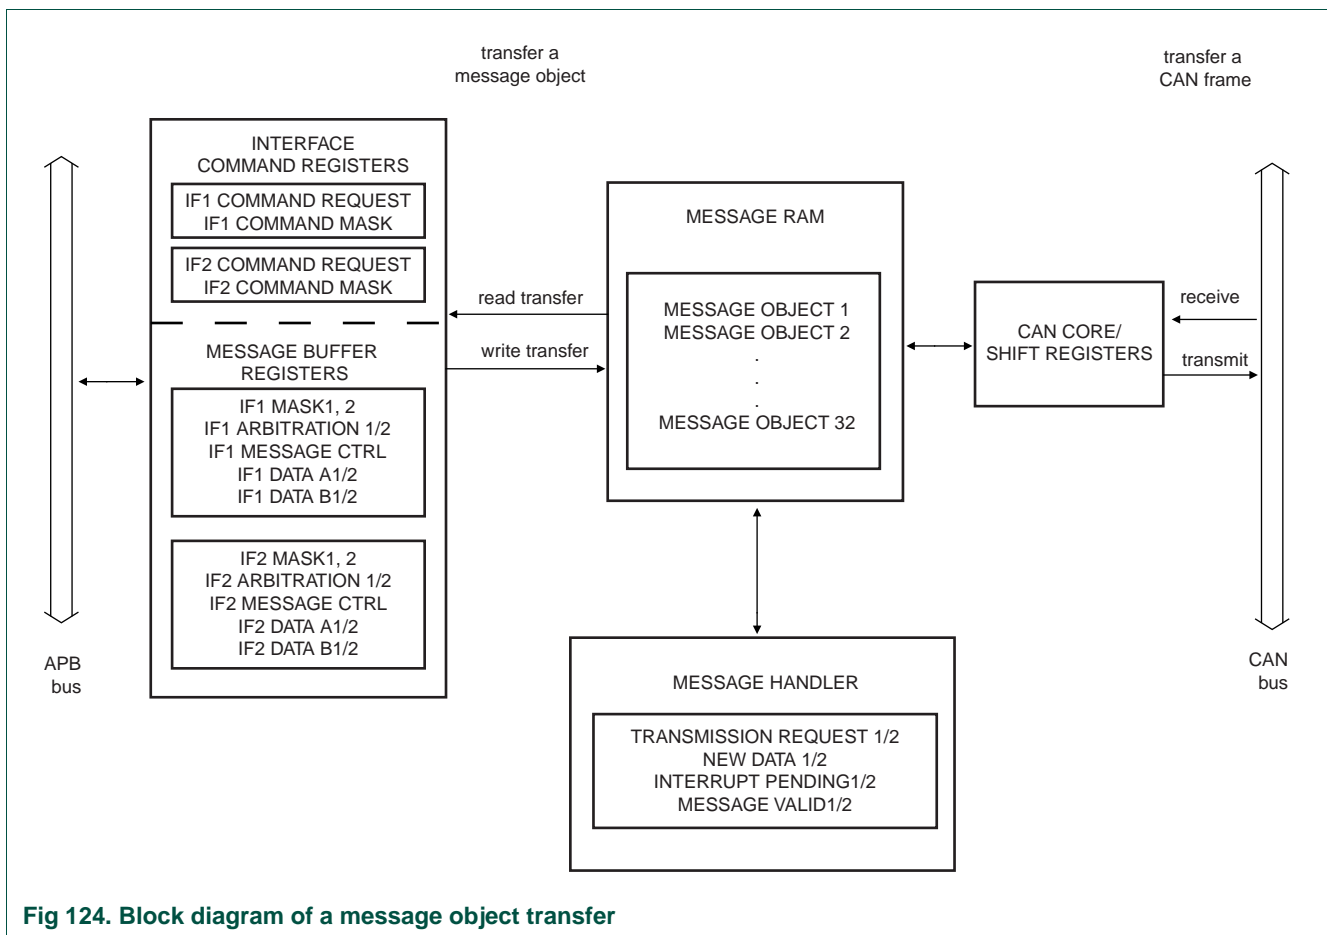 transfer a
message object
transfer a
CAN frame
INTERFACE
COMMAND REGISTERS
IF1 COMMAND REQUEST
IF1 COMMAND MASK
IF2 COMMAND REQUEST
IF2 COMMAND MASK
MESSAGE BUFFER
REGISTERS
IF1 MASK1, 2
IF1 ARBITRATION 1/2
IF1 MESSAGE CTRL
IF1 DATA A1/2
IF1 DATA B1/2
IF2 MASK1, 2
IF2 ARBITRATION 1/2
IF2 MESSAGE CTRL
IF2 DATA A1/2
IF2 DATA B1/2
APB
bus
read transfer
write transfer
MESSAGE RAM
MESSAGE OBJECT 1
MESSAGE OBJECT 2
.
.
.
MESSAGE OBJECT 32
CAN CORE/
SHIFT REGISTERS
receive
transmit
CAN
bus
MESSAGE HANDLER
TRANSMISSION REQUEST 1/2
NEW DATA 1/2
INTERRUPT PENDING1/2
MESSAGE VALID1/2
Fig 124. Block diagram of a message object transfer